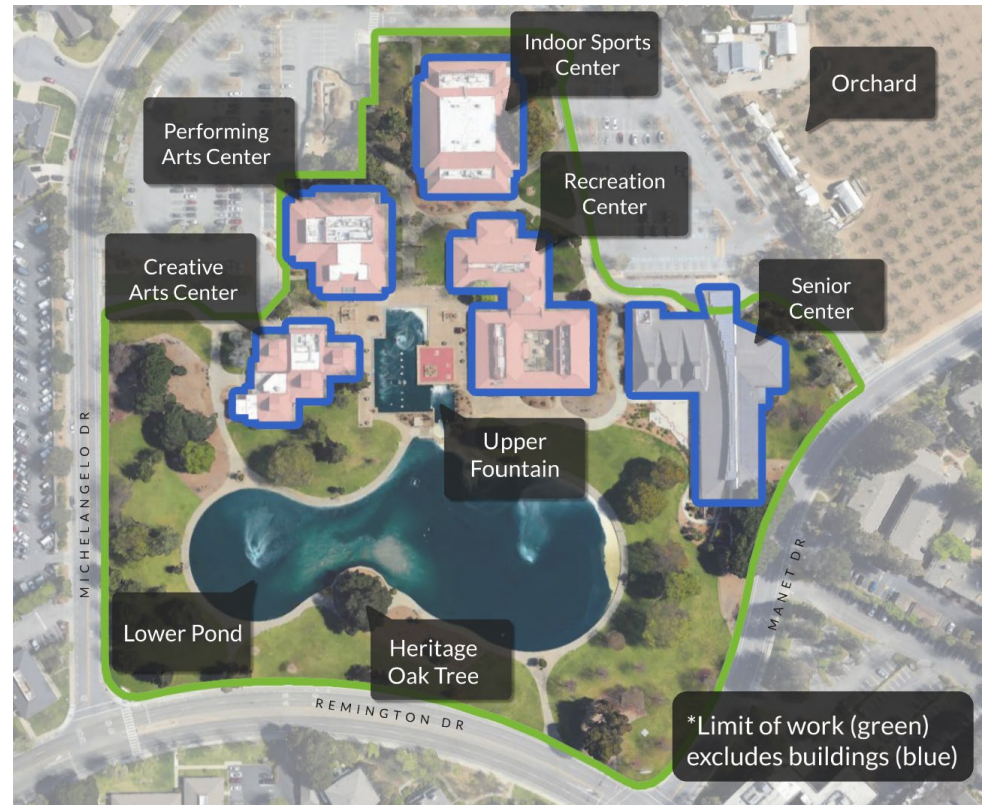 Indoor Sports
Center
Orchard
Performing
Arts Center
Recreation
Center
Creative
Arts Center
Senior
Center
Upper
Fountain
MICHELANGELO DR
MANET DR
Lower Pond
Heritage
Oak Tree
REMINGTON DR
*Limit of work (green)
excludes buildings (blue)